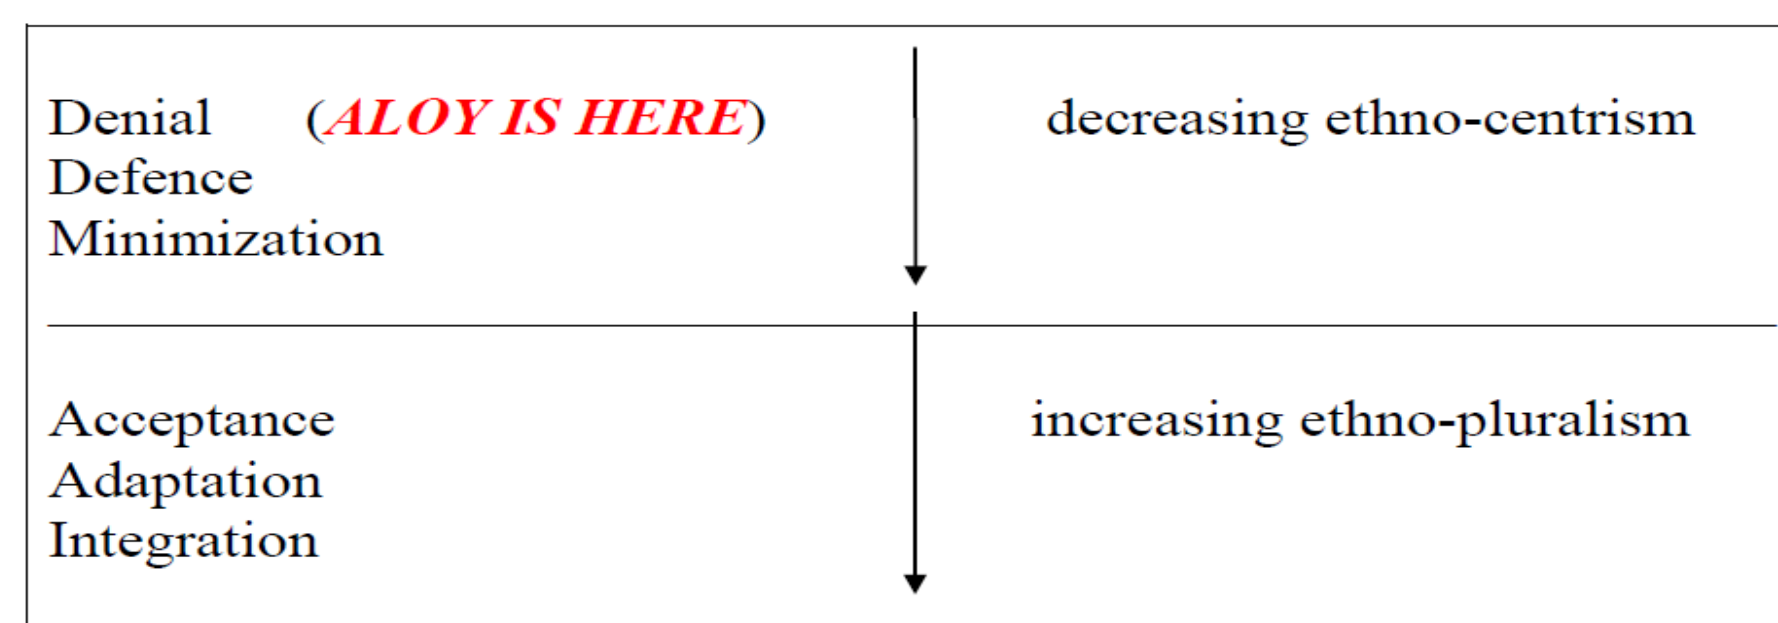 Denial (ALOY IS HERE) decreasing ethno-centrism
Defence
Minimization
Acceptance increasing ethno-pluralism
Adaptation
Integration